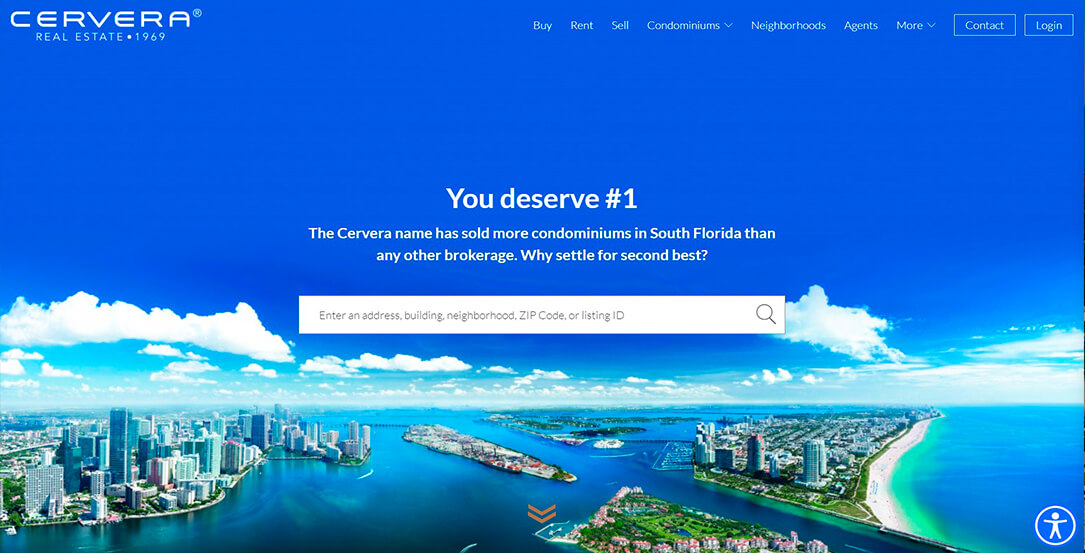 CERVERA®
REAL ESTATE • 1969
Buy Rent Sell Condominiums Neighborhoods Agents More Contact Login
You deserve #1
The Cervera name has sold more condominiums in South Florida than
any other brokerage. Why settle for second best?
Enter an address, building, neighborhood, ZIP Code, or listing ID